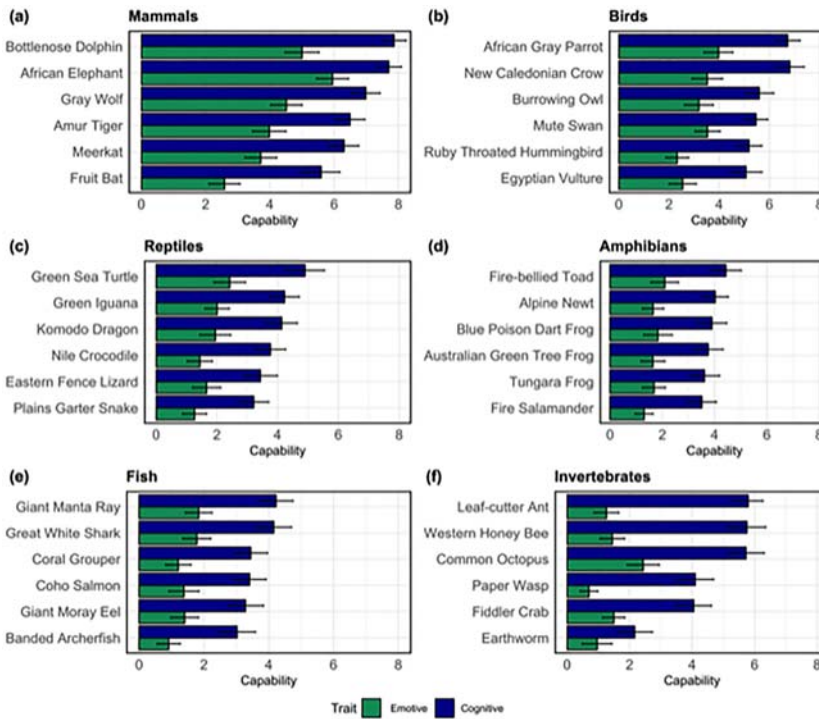 (a) Mammals
Bottlenose Dolphin
African Elephant
Gray Wolf
Amur Tiger
Meerkat
Fruit Bat
0 2 4 6 8
Capability
(b) Birds
African Gray Parrot
New Caledonian Crow
Burrowing Owl
Mute Swan
Ruby Throated Hummingbird
Egyptian Vulture
0 2 4 6 8
Capability
(c) Reptiles
Green Sea Turtle
Green Iguana
Komodo Dragon
Nile Crocodile
Eastern Fence Lizard
Plains Garter Snake
0 2 4 6 8
Capability
(d) Amphibians
Fire-bellied Toad
Alpine Newt
Blue Poison Dart Frog
Australian Green Tree Frog
Tungara Frog
Fire Salamander
0 2 4 6 8
Capability
(e) Fish
Giant Manta Ray
Great White Shark
Coral Grouper
Coho Salmon
Giant Moray Eel
Banded Archerfish
0 2 4 6 8
Capability
(f) Invertebrates
Leaf-cutter Ant
Western Honey Bee
Common Octopus
Paper Wasp
Fiddler Crab
Earthworm
0 2 4 6 8
Capability
Trait Emotive Cognitive